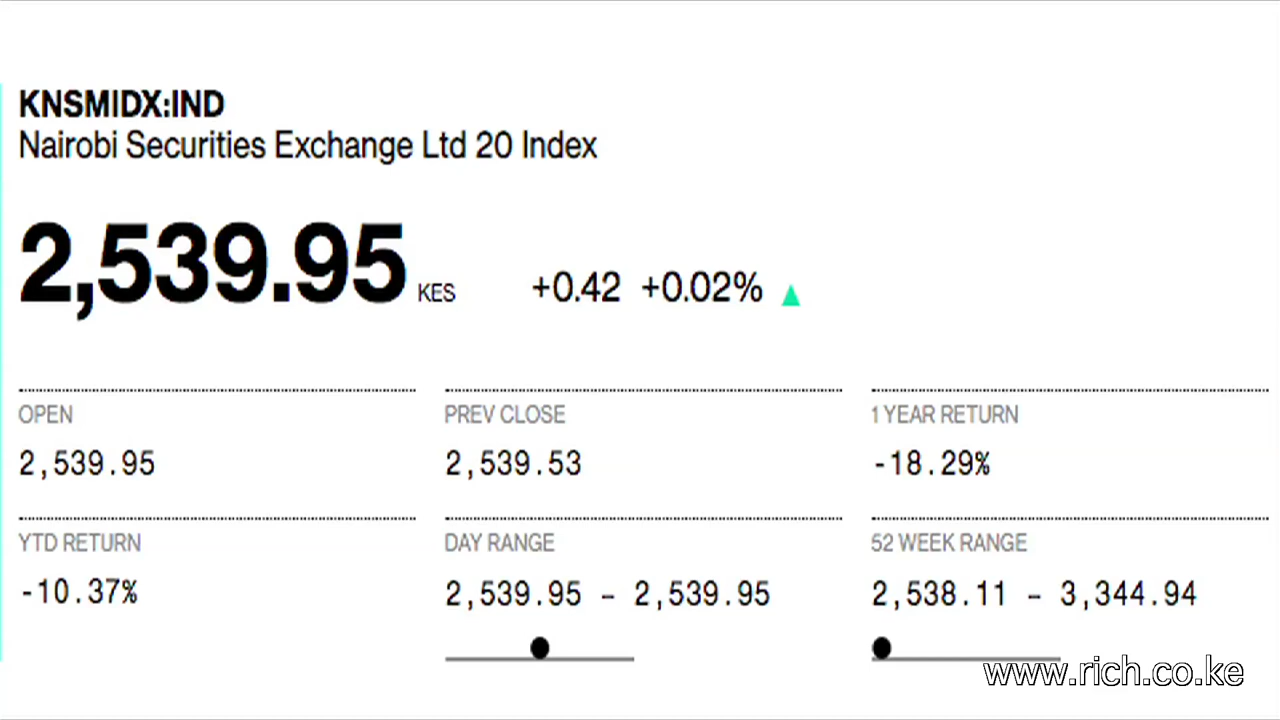 KNSMIDX:IND
Nairobi Securities Exchange Ltd 20 Index
2,539.95 KES +0.42 +0.02% ▲
OPEN PREV CLOSE 1 YEAR RETURN
2,539.95 2,539.53 -18.29%
YTD RETURN DAY RANGE 52 WEEK RANGE
-10.37% 2,539.95 - 2,539.95 2,538.11 - 3,344.94
www.rich.co.ke